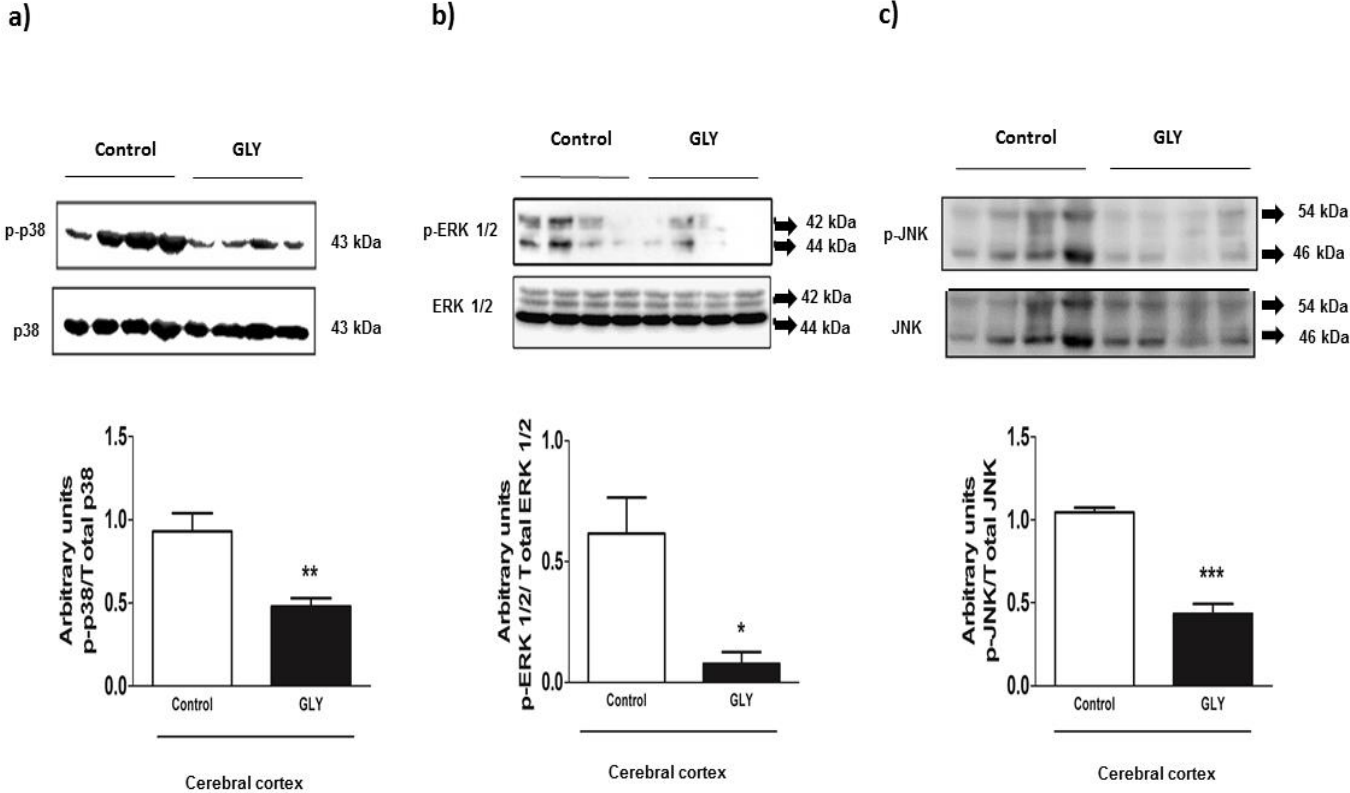 a)
Control GLY
p-p38 43 kDa
p38 43 kDa
Arbitrary units
p-p38/Total p38
1.5
1.0
0.5
0.0
**
Control GLY
Cerebral cortex
b)
Control GLY
p-ERK 1/2 42 kDa
44 kDa
ERK 1/2 42 kDa
44 kDa
Arbitrary units
p-ERK 1/2/ Total ERK 1/2
1.0
0.5
0.0
*
Control GLY
Cerebral cortex
c)
Control GLY
p-JNK 54 kDa
46 kDa
JNK 54 kDa
46 kDa
Arbitrary units
p-JNK/Total JNK
1.5
1.0
0.5
0.0
***
Control GLY
Cerebral cortex